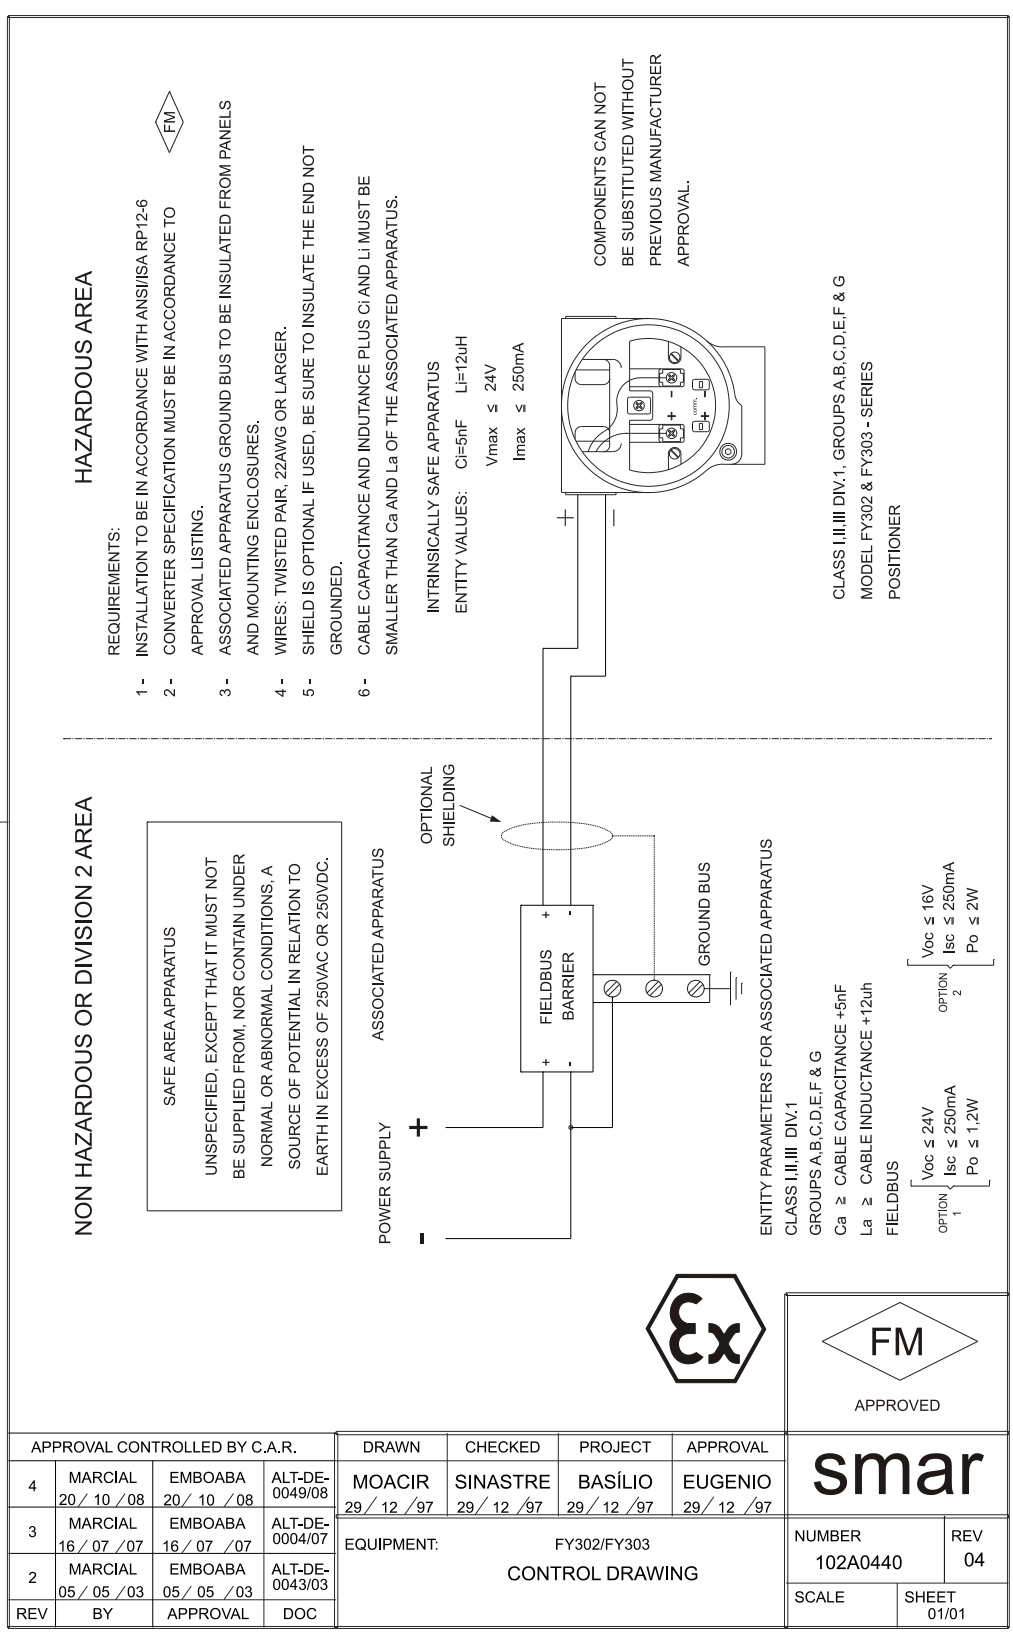 HAZARDOUS AREA
REQUIREMENTS:
1 - INSTALLATION TO BE IN ACCORDANCE WITH ANSI/ISA RP12-6
2 - CONVERTER SPECIFICATION MUST BE IN ACCORDANCE TO
APPROVAL LISTING.
FM
3 - ASSOCIATED APPARATUS GROUND BUS TO BE INSULATED FROM PANELS
AND MOUNTING ENCLOSURES.
4 - WIRES: TWISTED PAIR, 22AWG OR LARGER.
5 - SHIELD IS OPTIONAL IF USED, BE SURE TO INSULATE THE END NOT
GROUNDED.
6 - CABLE CAPACITANCE AND INDUTANCE PLUS Ci AND Li MUST BE
SMALLER THAN Ca AND La OF THE ASSOCIATED APPARATUS.
INTRINSICALLY SAFE APPARATUS
ENTITY VALUES: Ci=5nF Li=12uH
Vmax ≤ 24V
Imax ≤ 250mA
COMPONENTS CAN NOT
BE SUBSTITUTED WITHOUT
PREVIOUS MANUFACTURER
APPROVAL.
+
-
+ -
comm.
+ -
CLASS I,II,III DIV.1, GROUPS A,B,C,D,E,F & G
MODEL FY302 & FY303 - SERIES
POSITIONER
NON HAZARDOUS OR DIVISION 2 AREA
SAFE AREA APPARATUS
UNSPECIFIED, EXCEPT THAT IT MUST NOT
BE SUPPLIED FROM, NOR CONTAIN UNDER
NORMAL OR ABNORMAL CONDITIONS, A
SOURCE OF POTENTIAL IN RELATION TO
EARTH IN EXCESS OF 250VAC OR 250VDC.
ASSOCIATED APPARATUS
OPTIONAL
SHIELDING
POWER SUPPLY
- +
+ +
FIELDBUS
BARRIER
- -
GROUND BUS
ENTITY PARAMETERS FOR ASSOCIATED APPARATUS
CLASS I,II,III DIV.1
GROUPS A,B,C,D,E,F & G
Ca ≥ CABLE CAPACITANCE +5nF
La ≥ CABLE INDUCTANCE +12uh
FIELDBUS
OPTION
1
Voc ≤ 24V
Isc ≤ 250mA
Po ≤ 1,2W
OPTION
2
Voc ≤ 16V
Isc ≤ 250mA
Po ≤ 2W
Ex
FM
APPROVED
APPROVAL CONTROLLED BY C.A.R.
4 MARCIAL 20/ 10 /08 EMBOABA 20/ 10 /08 ALT-DE-0049/08
3 MARCIAL 16/ 07 /07 EMBOABA 16/ 07 /07 ALT-DE-0004/07
2 MARCIAL 05/ 05 /03 EMBOABA 05/ 05 /03 ALT-DE-0043/03
REV BY APPROVAL DOC
DRAWN CHECKED PROJECT APPROVAL
MOACIR SINASTRE BASÍLIO EUGENIO
29/ 12 /97 29/ 12 /97 29/ 12 /97 29/ 12 /97
EQUIPMENT: FY302/FY303
CONTROL DRAWING
smar
NUMBER REV
102A0440 04
SCALE SHEET
01/01